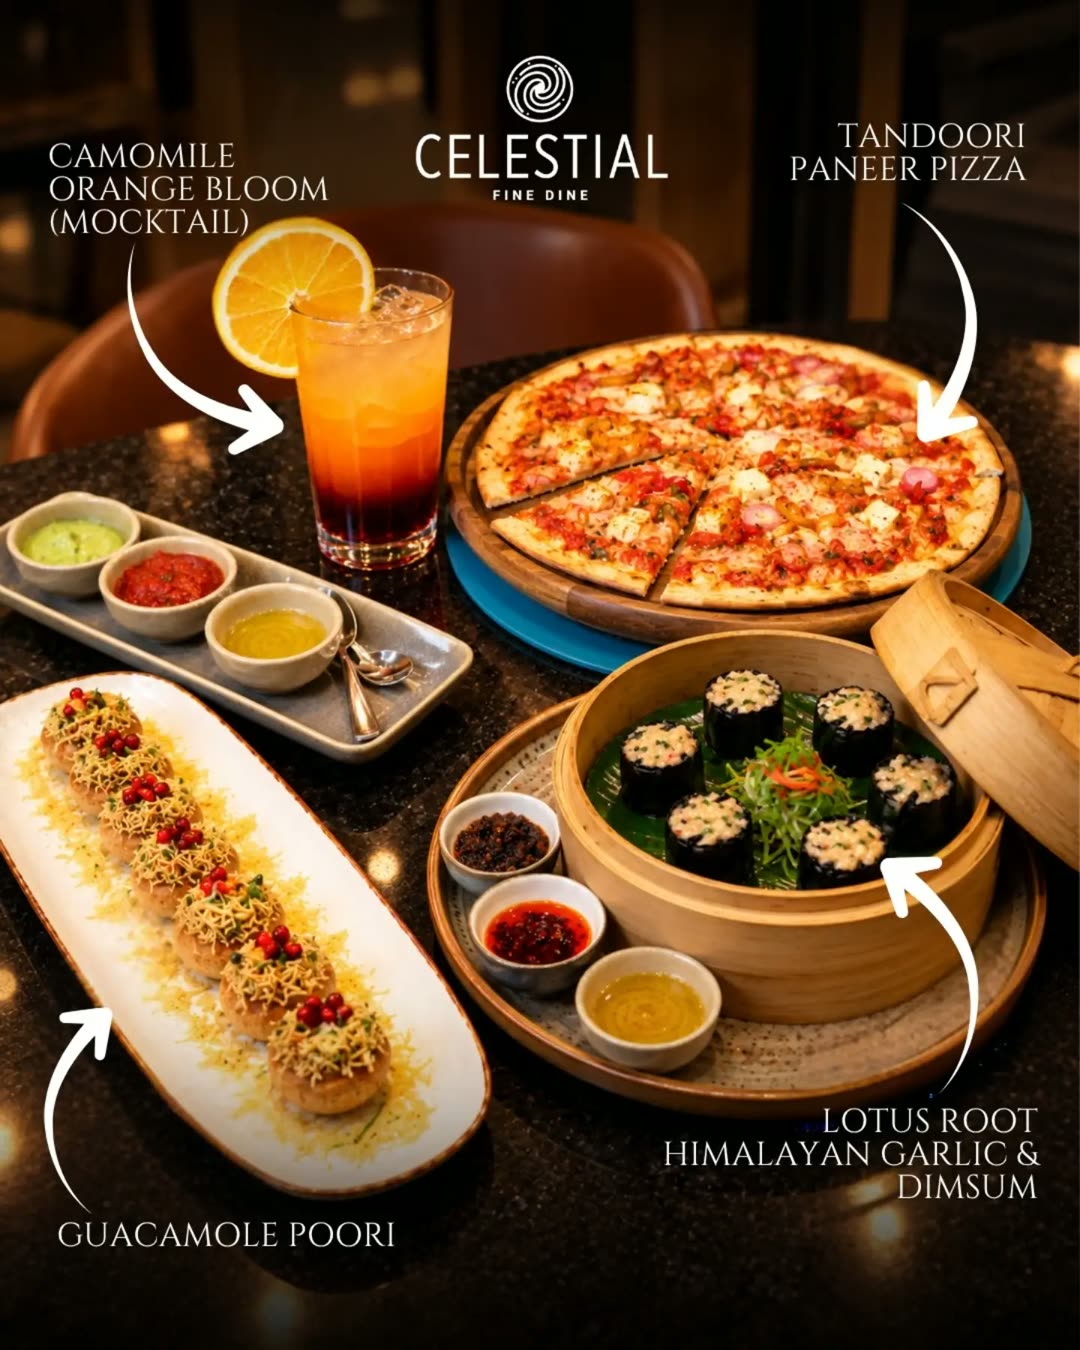 CELESTIAL
FINE DINE
CAMOMILE
ORANGE BLOOM
(MOCKTAIL)
TANDOORI
PANEER PIZZA
LOTUS ROOT
HIMALAYAN GARLIC &
DIMSUM
GUACAMOLE POORI